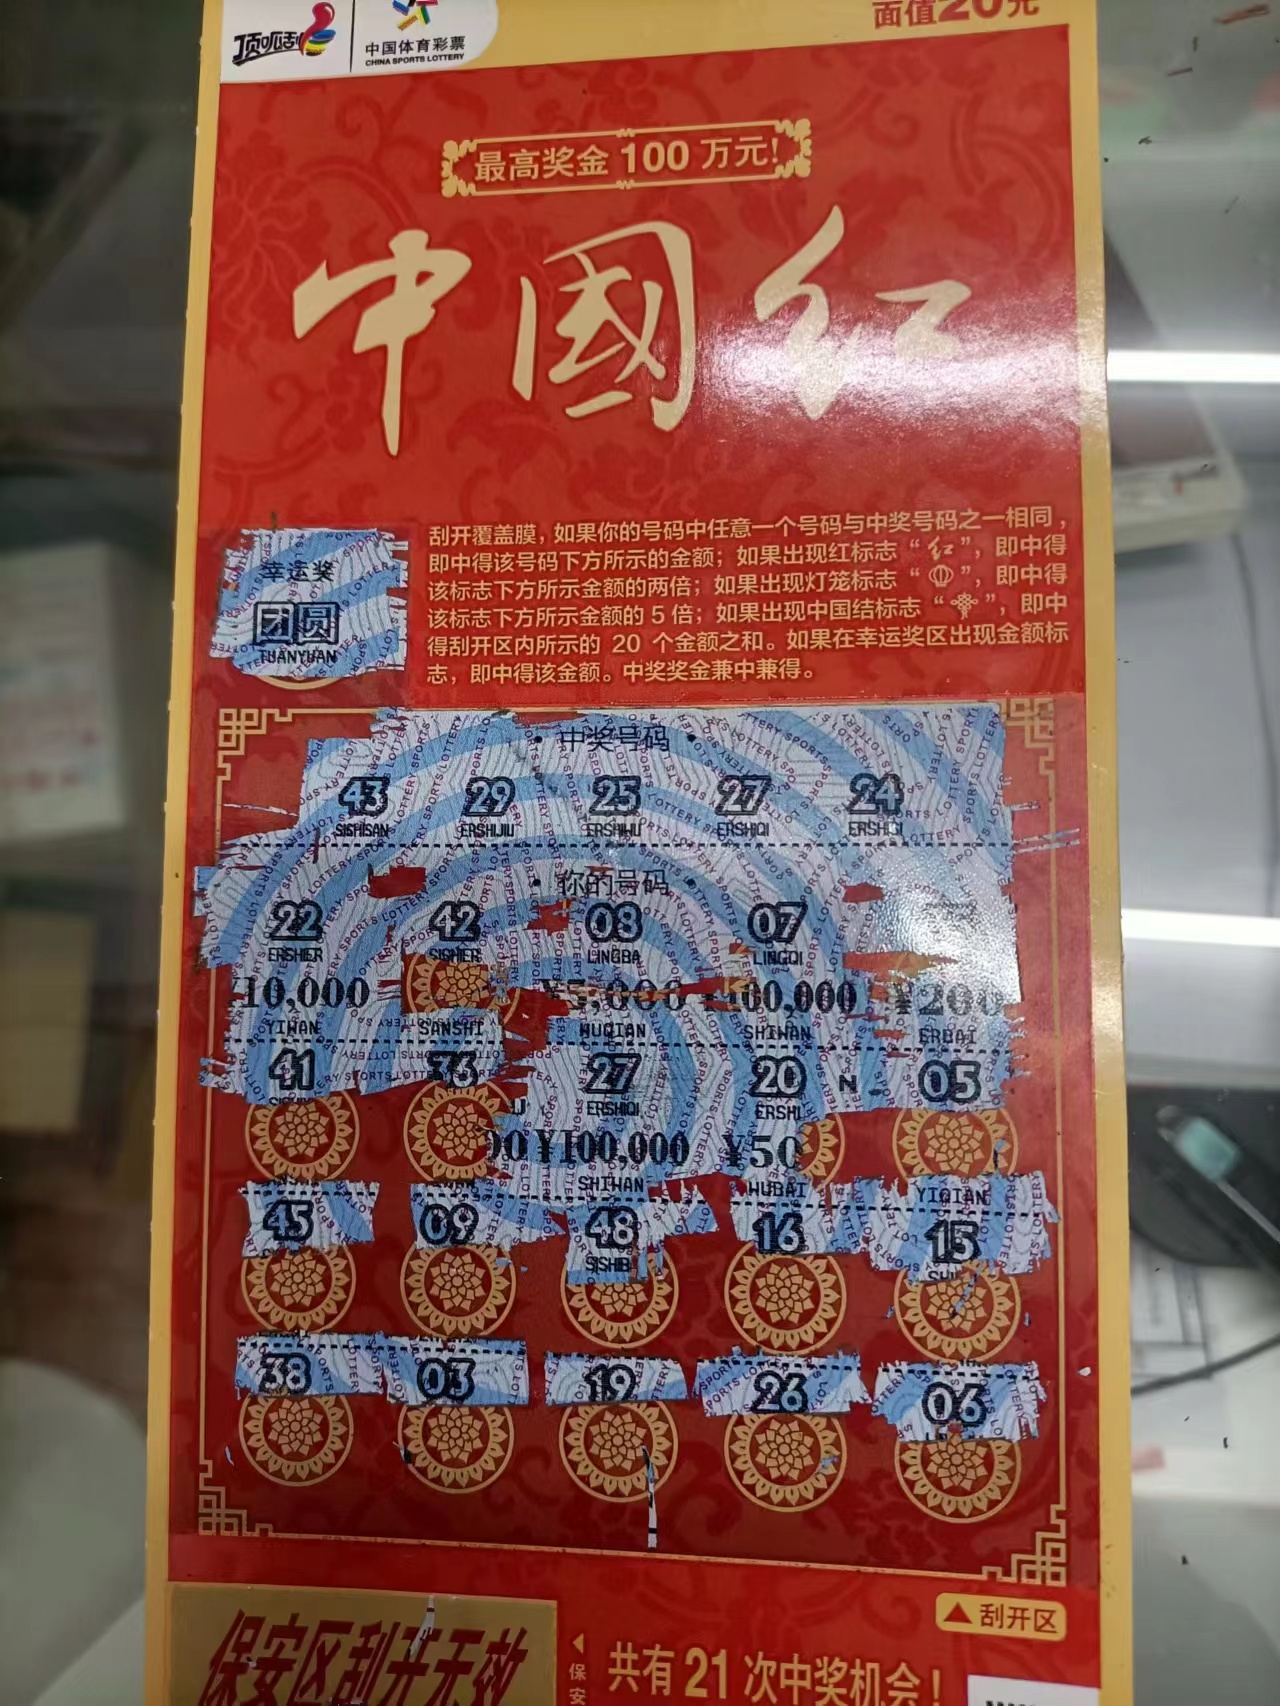 顶呱刮
中国体育彩票
CHINA SPORTS LOTTERY
面值20元
最高奖金 100 万元!
中國红
刮开覆盖膜，如果你的号码中任意一个号码与中奖号码之一相同，
即中得该号码下方所示的金额；如果出现红标志“红”，即中得
该标志下方所示金额的两倍；如果出现灯笼标志“ ”，即中得
该标志下方所示金额的 5 倍；如果出现中国结标志“ ”，即中
得刮开区内所示的 20 个金额之和。如果在幸运奖区出现金额标
志，即中得该金额。中奖奖金兼中兼得。
幸运奖
团圆
TUANYUAN
中奖号码
43 29 25 27 24
SISHISAN ERSHIJIU ERSHIWU ERSHIQI ERSHISI
你的号码
22 42 08 07
ERSHIER SISHIER LINGBA LINGQI
10,000 ¥5,000 ¥100,000 ¥200
YIWAN SANSHI WUQIAN SHIWAN ERBAI
41 27 20 05
ERSHIQI ERSHI
¥100,000 ¥50
SHIWAN WUBAI YIQIAN
45 09 48 16 15
38 03 19 26 06
刮开区
保安区刮开无效
保安
共有 21 次中奖机会！